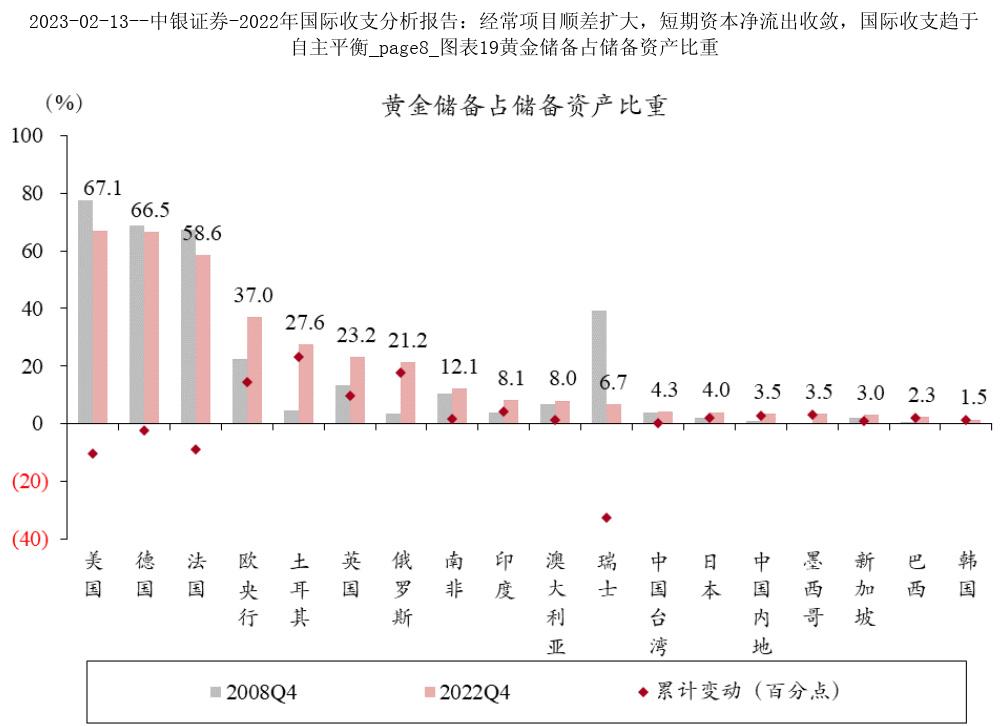 2023-02-13--中银证券-2022年国际收支分析报告：经常项目顺差扩大，短期资本净流出收敛，国际收支趋于
自主平衡_page8_图表19黄金储备占储备资产比重
（%）
黄金储备占储备资产比重
100
80
60
40
20
0
(20)
(40)
67.1
66.5
58.6
37.0
27.6
23.2
21.2
12.1
8.1
8.0
6.7
4.3
4.0
3.5
3.5
3.0
2.3
1.5
美国
德国
法国
欧央行
土耳其
英国
俄罗斯
南非
印度
澳大利亚
瑞士
中国台湾
日本
中国内地
墨西哥
新加坡
巴西
韩国
2008Q4
2022Q4
累计变动（百分点）